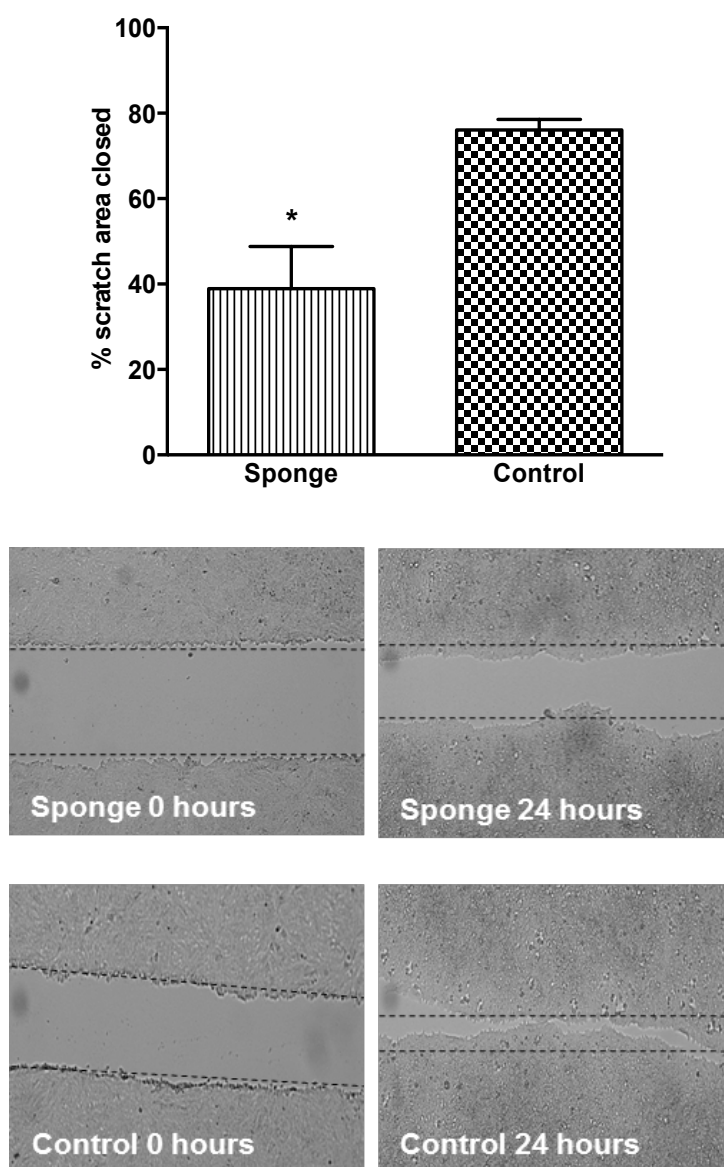 100
80
60
40
20
0
% scratch area closed
*
Sponge Control
Sponge 0 hours
Sponge 24 hours
Control 0 hours
Control 24 hours